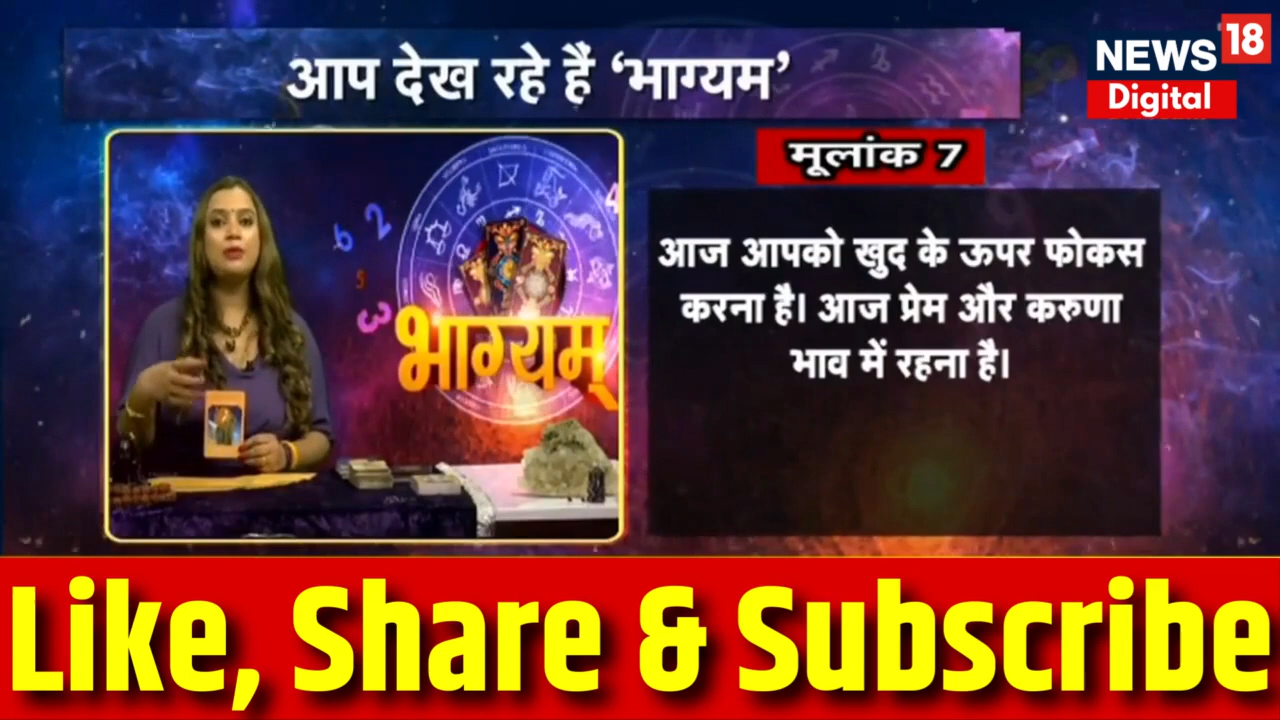 आप देख रहे हैं ‘भाग्यम’
NEWS 18
Digital
मूलांक 7
भाग्यम्
आज आपको खुद के ऊपर फोकस
करना है। आज प्रेम और करुणा
भाव में रहना है।
Like, Share & Subscribe